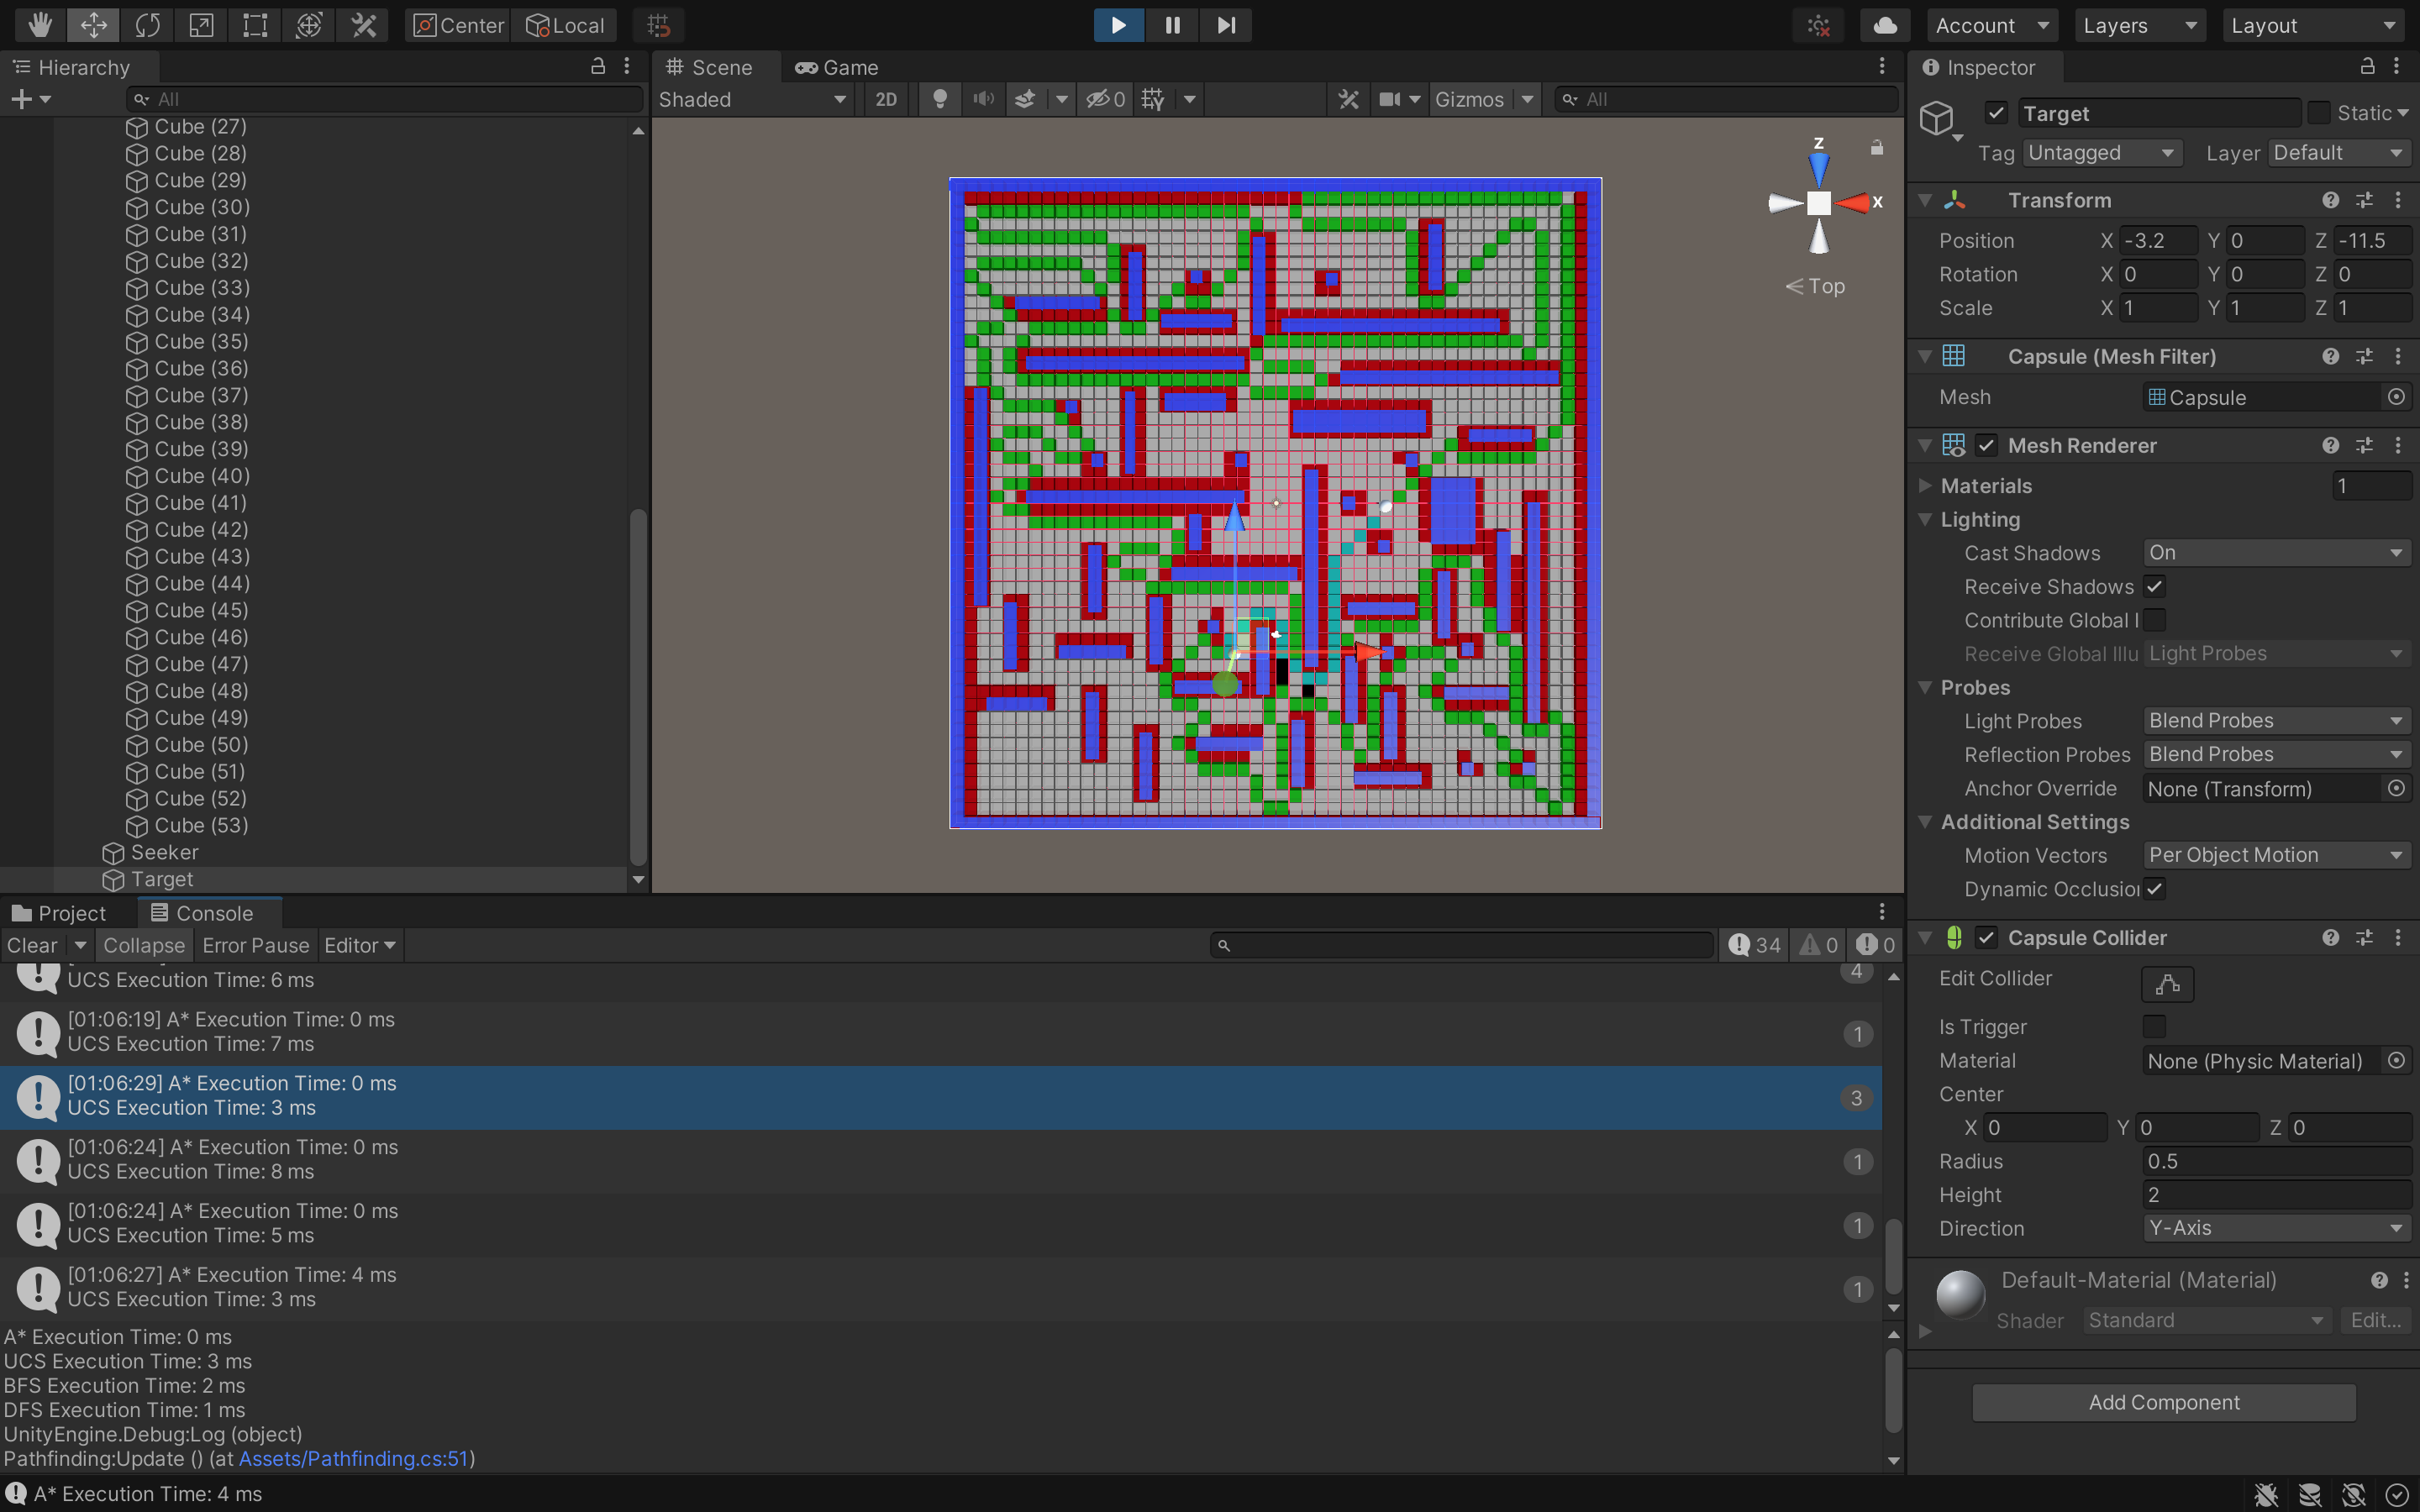 Center
Local
Account
Layers
Layout
Hierarchy
All
Cube (27)
Cube (28)
Cube (29)
Cube (30)
Cube (31)
Cube (32)
Cube (33)
Cube (34)
Cube (35)
Cube (36)
Cube (37)
Cube (38)
Cube (39)
Cube (40)
Cube (41)
Cube (42)
Cube (43)
Cube (44)
Cube (45)
Cube (46)
Cube (47)
Cube (48)
Cube (49)
Cube (50)
Cube (51)
Cube (52)
Cube (53)
Seeker
Target
Scene
Game
Shaded
2D
0
Gizmos
All
z
x
Top
Project
Console
Clear
Collapse
Error Pause
Editor
34
0
0
UCS Execution Time: 6 ms
4
[01:06:19] A* Execution Time: 0 ms
UCS Execution Time: 7 ms
1
[01:06:29] A* Execution Time: 0 ms
UCS Execution Time: 3 ms
3
[01:06:24] A* Execution Time: 0 ms
UCS Execution Time: 8 ms
1
[01:06:24] A* Execution Time: 0 ms
UCS Execution Time: 5 ms
1
[01:06:27] A* Execution Time: 4 ms
UCS Execution Time: 3 ms
1
A* Execution Time: 0 ms
UCS Execution Time: 3 ms
BFS Execution Time: 2 ms
DFS Execution Time: 1 ms
UnityEngine.Debug:Log (object)
Pathfinding:Update () (at Assets/Pathfinding.cs:51)
A* Execution Time: 4 ms
Inspector
Target
Static
Tag Untagged Layer Default
Transform
Position X -3.2 Y 0 Z -11.5
Rotation X 0 Y 0 Z 0
Scale X 1 Y 1 Z 1
Capsule (Mesh Filter)
Mesh Capsule
Mesh Renderer
Materials 1
Lighting
Cast Shadows On
Receive Shadows
Contribute Global I
Receive Global Illu Light Probes
Probes
Light Probes Blend Probes
Reflection Probes Blend Probes
Anchor Override None (Transform)
Additional Settings
Motion Vectors Per Object Motion
Dynamic Occlusion
Capsule Collider
Edit Collider
Is Trigger
Material None (Physic Material)
Center
X 0 Y 0 Z 0
Radius 0.5
Height 2
Direction Y-Axis
Default-Material (Material)
Shader Standard Edit...
Add Component